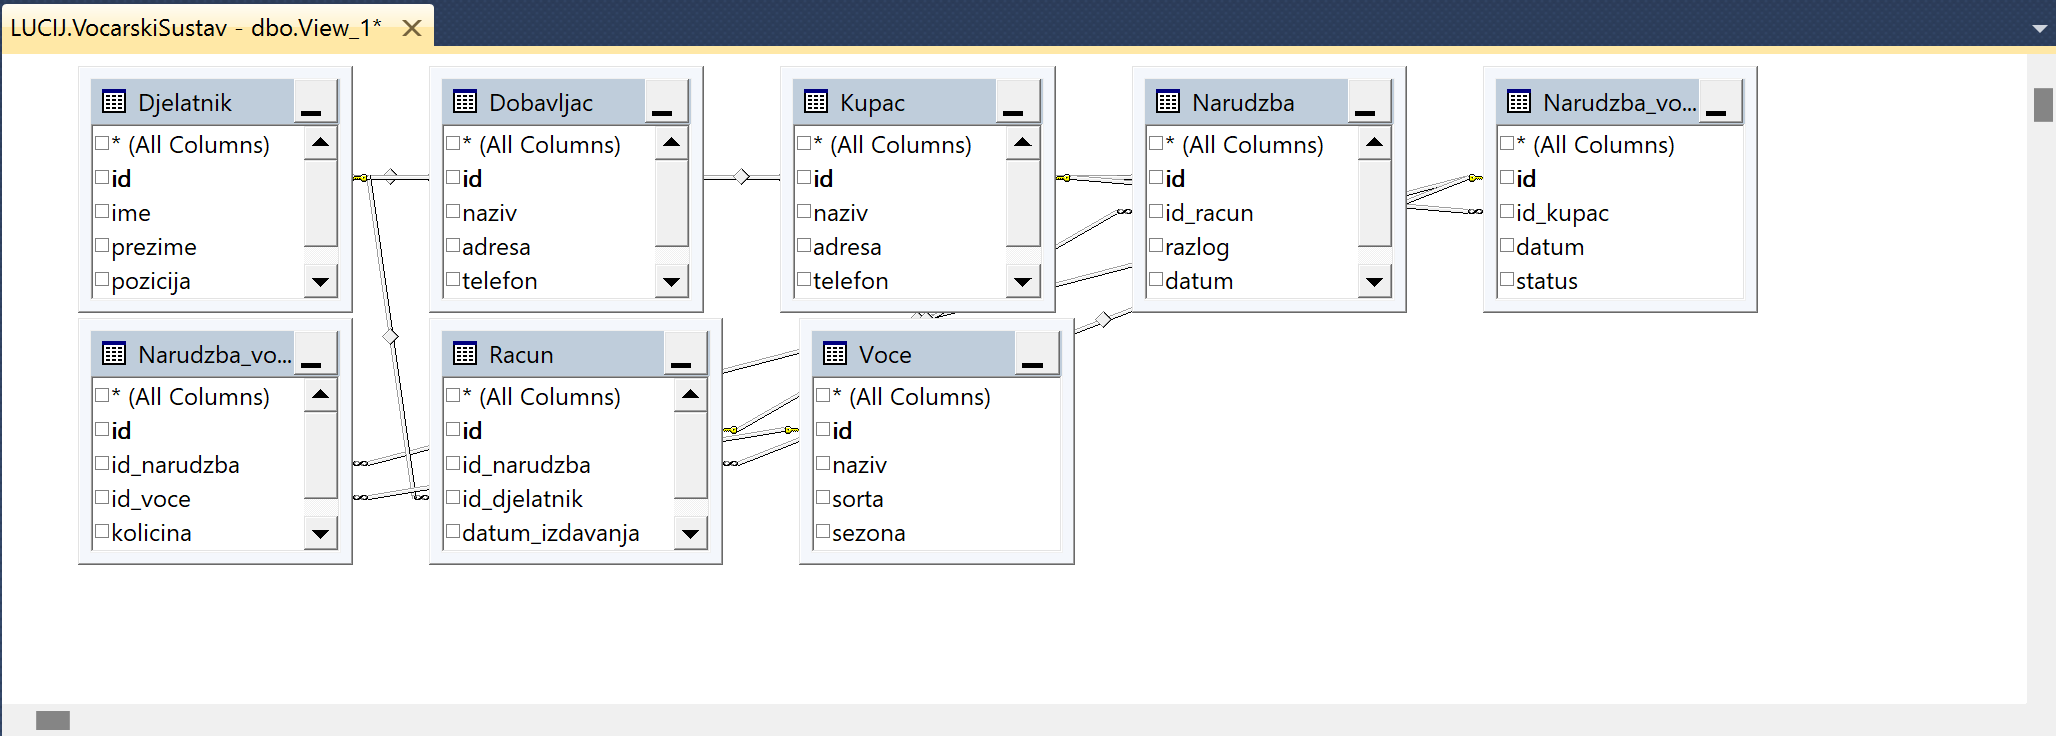 LUCIJ.VocarskiSustav - dbo.View_1*
Djelatnik
* (All Columns)
id
ime
prezime
pozicija
Dobavljac
* (All Columns)
id
naziv
adresa
telefon
Kupac
* (All Columns)
id
naziv
adresa
telefon
Narudzba
* (All Columns)
id
id_racun
razlog
datum
Narudzba_vo...
* (All Columns)
id
id_kupac
datum
status
Narudzba_vo...
* (All Columns)
id
id_narudzba
id_voce
kolicina
Racun
* (All Columns)
id
id_narudzba
id_djelatnik
datum_izdavanja
Voce
* (All Columns)
id
naziv
sorta
sezona